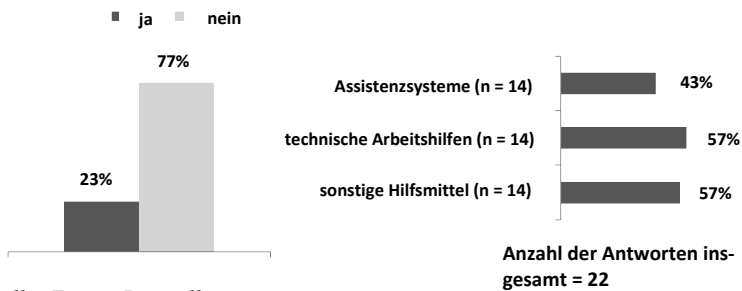 ja nein
77%
23%
Assistenzsysteme (n = 14) 43%
technische Arbeitshilfen (n = 14) 57%
sonstige Hilfsmittel (n = 14) 57%
Anzahl der Antworten ins-
gesamt = 22